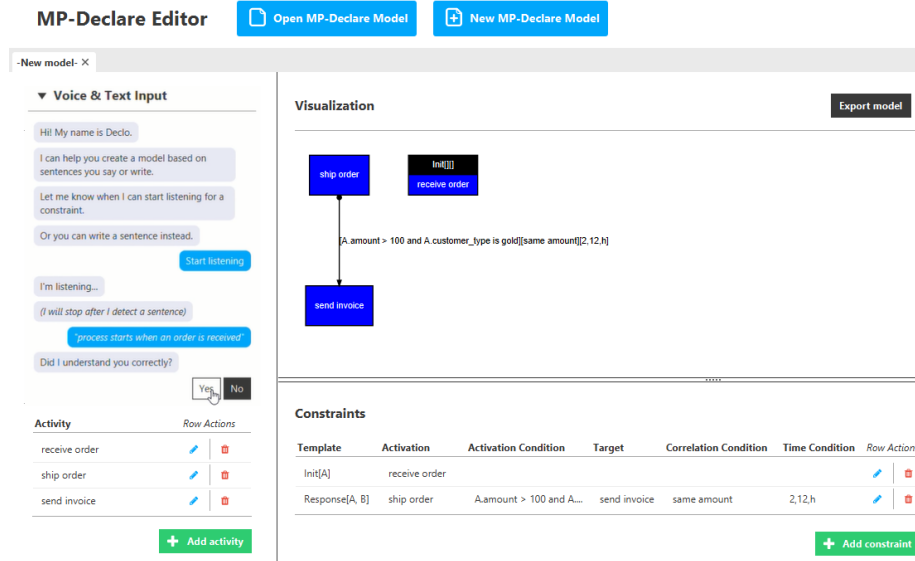 MP-Declare Editor
Open MP-Declare Model
New MP-Declare Model
-New model- ×
▼ Voice & Text Input
Hi! My name is Declo.
I can help you create a model based on
sentences you say or write.
Let me know when I can start listening for a
constraint.
Or you can write a sentence instead.
Start listening
I'm listening...
(I will stop after I detect a sentence)
"process starts when an order is received"
Did I understand you correctly?
Yes
No
Activity Row Actions
receive order
ship order
send invoice
Add activity
Visualization
Export model
ship order
Init[][]
receive order
[A.amount > 100 and A.customer_type is gold][same amount][2,12,h]
send invoice
Constraints
Template Activation Activation Condition Target Correlation Condition Time Condition Row Action
Init[A] receive order
Response[A, B] ship order A.amount > 100 and A.... send invoice same amount 2,12,h
Add constraint